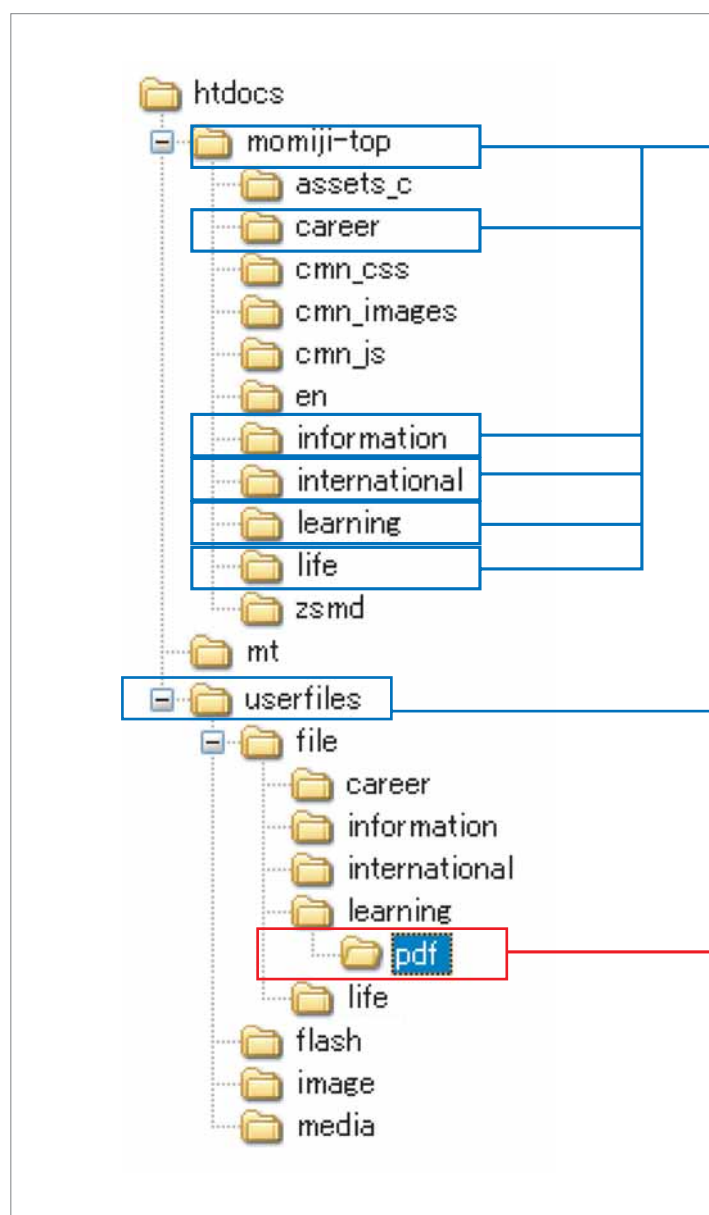 htdocs
momiji-top
assets_c
career
cmn_css
cmn_images
cmn_js
en
information
international
learning
life
zsmd
mt
userfiles
file
career
information
international
learning
pdf
life
flash
image
media